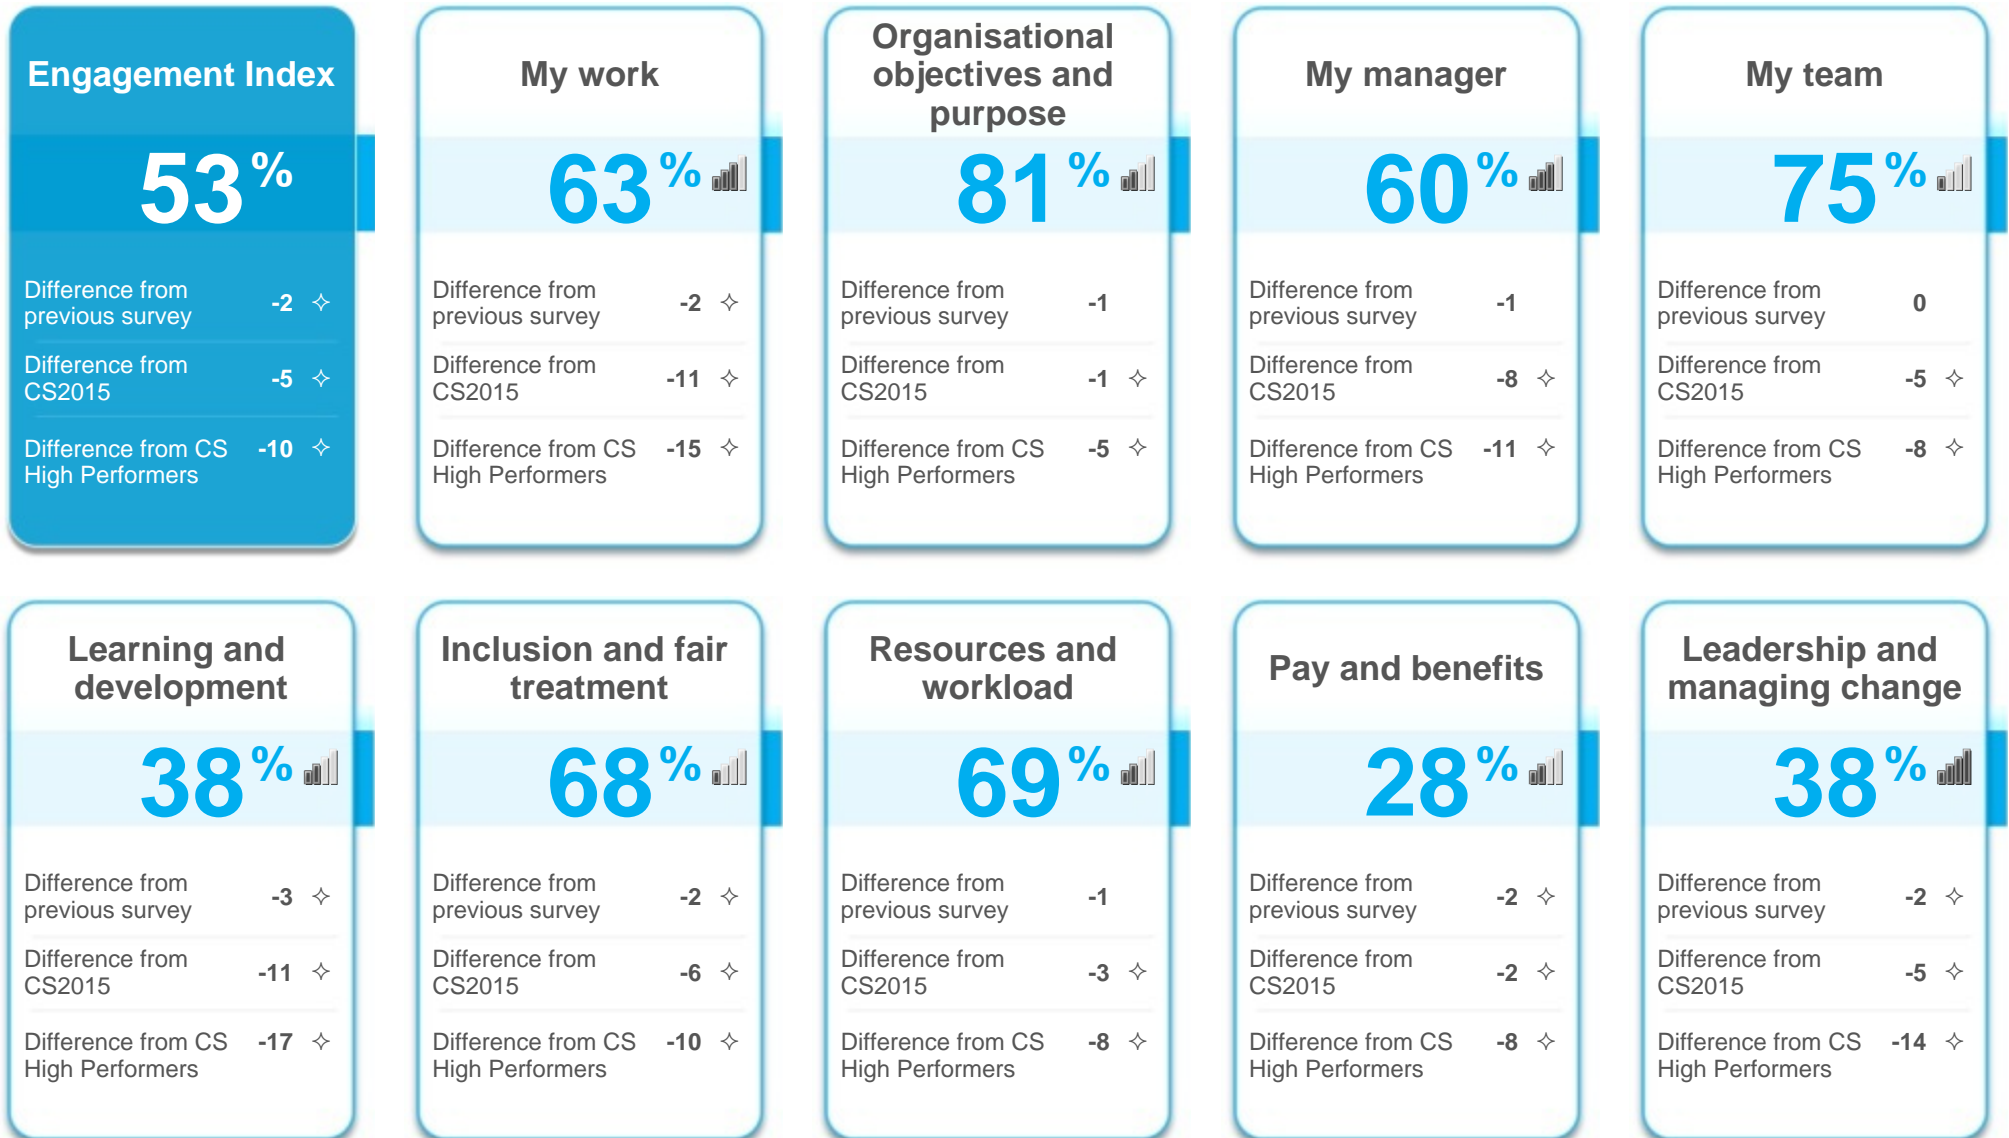 Engagement Index
53%
Difference from
previous survey
-2 ✧
Difference from
CS2015
-5 ✧
Difference from CS
High Performers
-10 ✧
My work
63%
Difference from
previous survey
-2 ✧
Difference from
CS2015
-11 ✧
Difference from CS
High Performers
-15 ✧
Organisational
objectives and
purpose
81%
Difference from
previous survey
-1
Difference from
CS2015
-1 ✧
Difference from CS
High Performers
-5 ✧
My manager
60%
Difference from
previous survey
-1
Difference from
CS2015
-8 ✧
Difference from CS
High Performers
-11 ✧
My team
75%
Difference from
previous survey
0
Difference from
CS2015
-5 ✧
Difference from CS
High Performers
-8 ✧
Learning and
development
38%
Difference from
previous survey
-3 ✧
Difference from
CS2015
-11 ✧
Difference from CS
High Performers
-17 ✧
Inclusion and fair
treatment
68%
Difference from
previous survey
-2 ✧
Difference from
CS2015
-6 ✧
Difference from CS
High Performers
-10 ✧
Resources and
workload
69%
Difference from
previous survey
-1
Difference from
CS2015
-3 ✧
Difference from CS
High Performers
-8 ✧
Pay and benefits
28%
Difference from
previous survey
-2 ✧
Difference from
CS2015
-2 ✧
Difference from CS
High Performers
-8 ✧
Leadership and
managing change
38%
Difference from
previous survey
-2 ✧
Difference from
CS2015
-5 ✧
Difference from CS
High Performers
-14 ✧